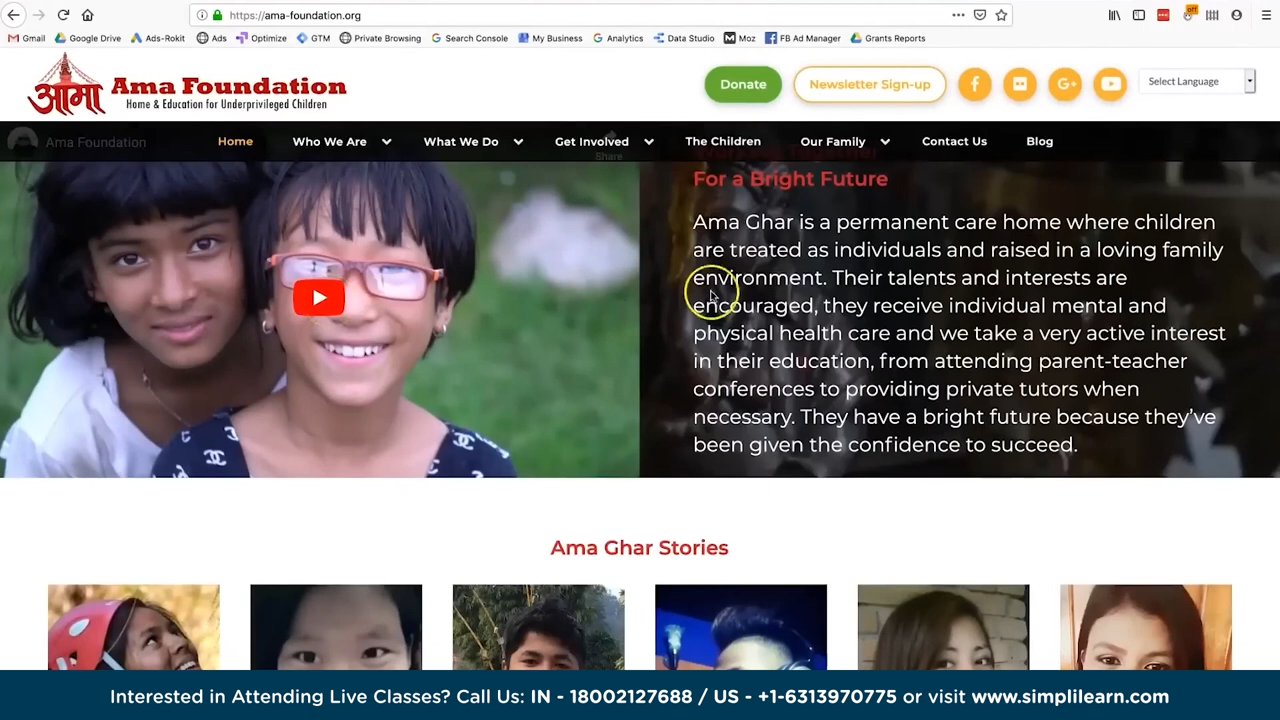 https://ama-foundation.org
off
Gmail
Google Drive
Ads-Rokit
Ads
Optimize
GTM
Private Browsing
Search Console
My Business
Analytics
Data Studio
Moz
FB Ad Manager
Grants Reports
आमा
Ama Foundation
Home & Education for Underprivileged Children
Donate
Newsletter Sign-up
G+
Select Language
Ama Foundation
Home
Who We Are
What We Do
Get Involved
The Children
Our Family
Contact Us
Blog
Share
For a Bright Future
Ama Ghar is a permanent care home where children
are treated as individuals and raised in a loving family
environment. Their talents and interests are
encouraged, they receive individual mental and
physical health care and we take a very active interest
in their education, from attending parent-teacher
conferences to providing private tutors when
necessary. They have a bright future because they've
been given the confidence to succeed.
Ama Ghar Stories
Interested in Attending Live Classes? Call Us: IN - 18002127688 / US - +1-6313970775 or visit www.simplilearn.com